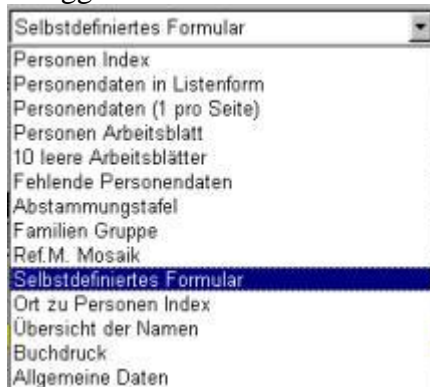 Selbstdefiniertes Formular
Personen Index
Personendaten in Listenform
Personendaten (1 pro Seite)
Personen Arbeitsblatt
10 leere Arbeitsblätter
Fehlende Personendaten
Abstammungstafel
Familien Gruppe
Ref.M. Mosaik
Selbstdefiniertes Formular
Ort zu Personen Index
Übersicht der Namen
Buchdruck
Allgemeine Daten